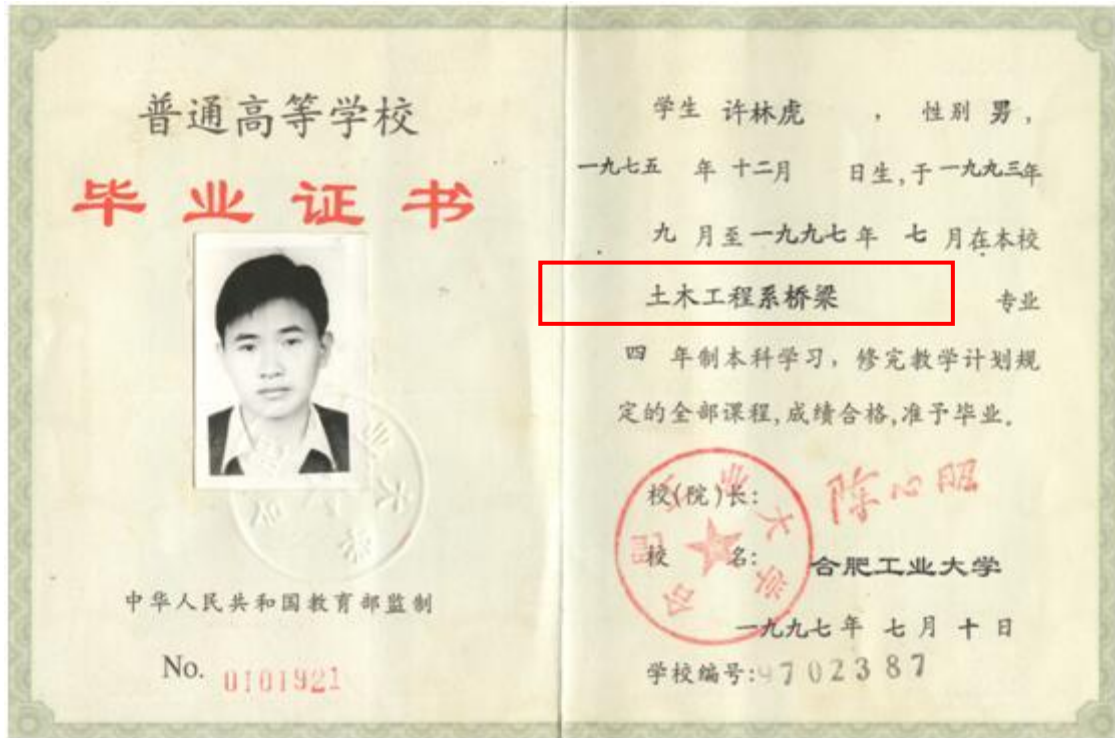 普通高等学校
毕业证书
中华人民共和国教育部监制
No. 0101921
学生 许林虎 ， 性别 男，
一九七五 年 十二月 日生，于 一九九三年
九 月至 一九九七 年 七 月在本校
土木工程系桥梁 专业
四 年制本科学习，修完教学计划规
定的全部课程，成绩合格，准予毕业。
校(院)长: 陈心昭
校 名: 合肥工业大学
合肥工业大学
一九九七 年 七 月 十 日
学校编号:9702387